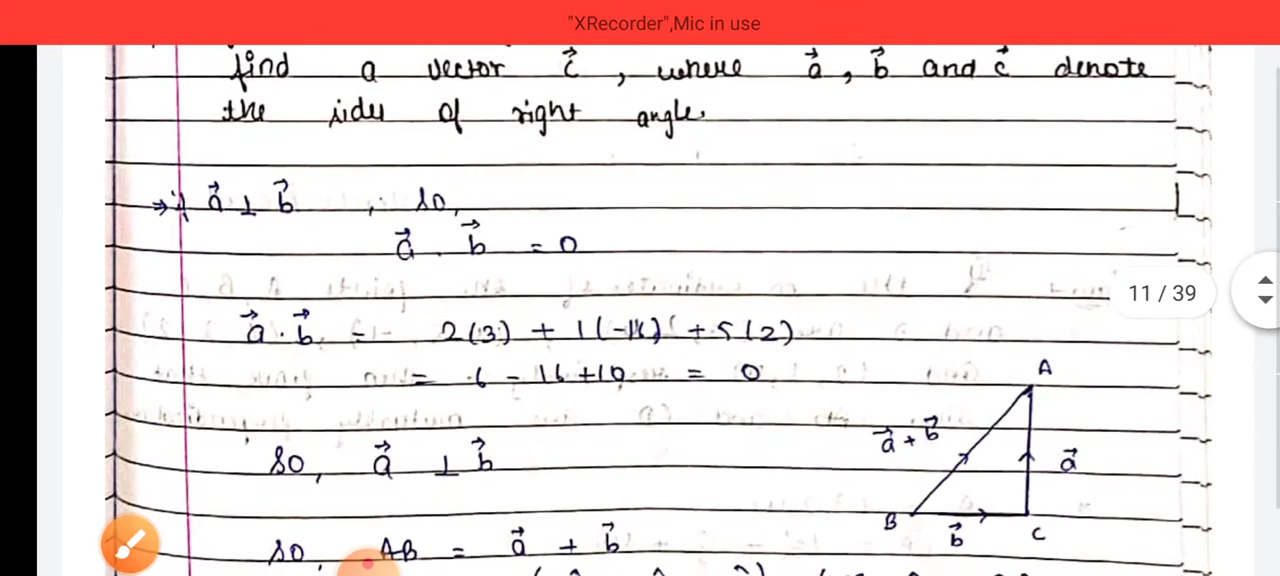 "XRecorder",Mic in use
find a vector c⃗ , where a⃗ , b⃗ and c⃗ denote
the sides of right angle.
⇒ if a⃗ ⊥ b⃗ , so,
a⃗ . b⃗ = 0
11 / 39
a⃗ . b⃗ = 2(3) + 1(-16) + 5(2)
= 6 - 16 +10 = 0
A
a⃗ + b⃗
so, a⃗ ⊥ b⃗
a⃗
B
b⃗
C
so, AB = a⃗ + b⃗